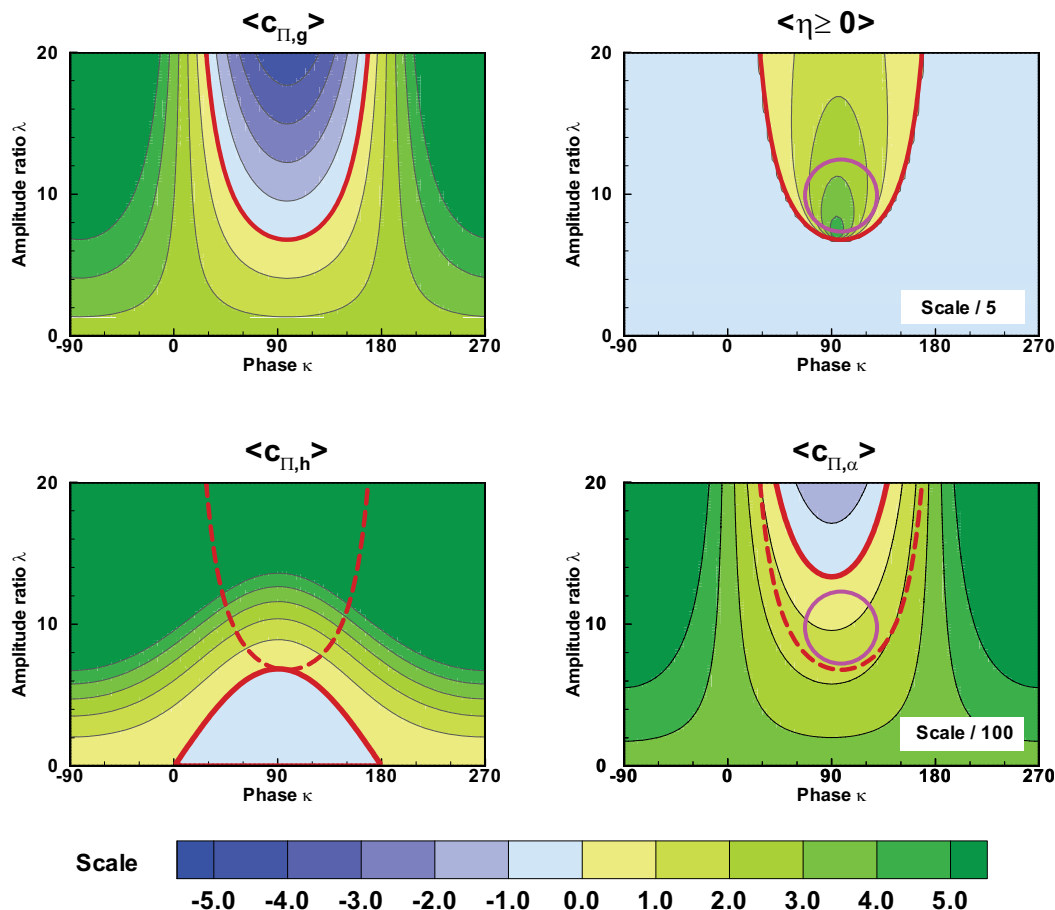 <c_Π,g>
20
10
0
-90 0 90 180 270
Amplitude ratio λ
Phase κ
<η≥ 0>
20
10
0
-90 0 90 180 270
Amplitude ratio λ
Phase κ
Scale / 5
<c_Π,h>
20
10
0
-90 0 90 180 270
Amplitude ratio λ
Phase κ
<c_Π,α>
20
10
0
-90 0 90 180 270
Amplitude ratio λ
Phase κ
Scale / 100
Scale
-5.0 -4.0 -3.0 -2.0 -1.0 0.0 1.0 2.0 3.0 4.0 5.0